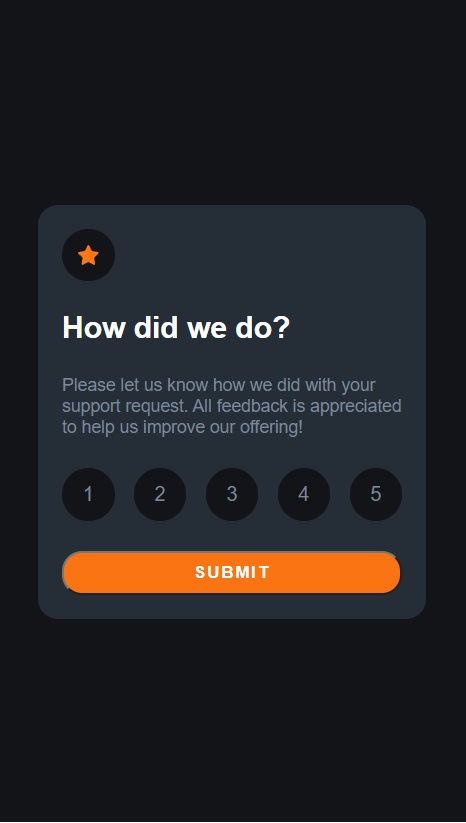 How did we do?
Please let us know how we did with your
support request. All feedback is appreciated
to help us improve our offering!
1 2 3 4 5
SUBMIT